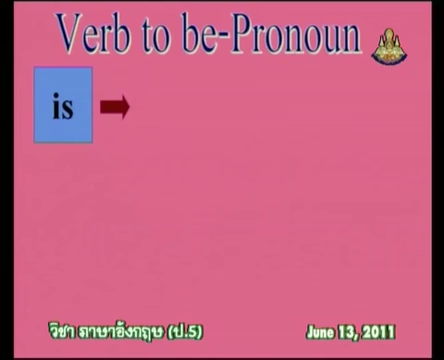 Verb to be-Pronoun
is
วิชา ภาษาอังกฤษ (ป.5)
June 13, 2011